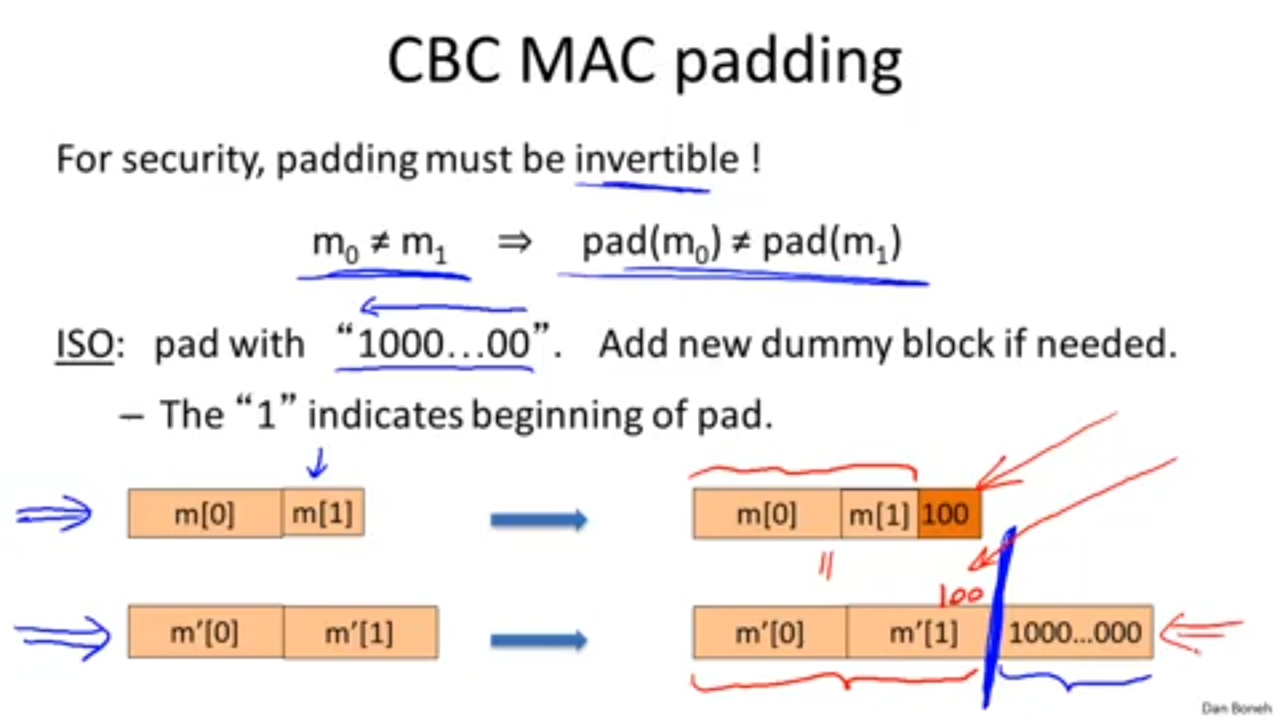 CBC MAC padding
For security, padding must be invertible !
m₀ ≠ m₁ ⇒ pad(m₀) ≠ pad(m₁)
ISO: pad with “1000…00”. Add new dummy block if needed.
– The “1” indicates beginning of pad.
m[0] m[1] m[0] m[1] 100
100
m′[0] m′[1] m′[0] m′[1] 1000…000
Dan Boneh